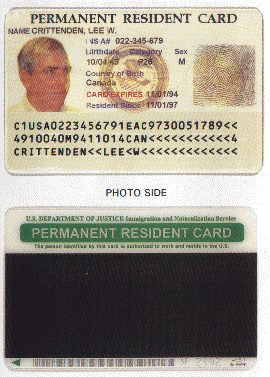 PERMANENT RESIDENT CARD
NAME CRITTENDEN, LEE W.
INS A# 022-345-679
Birthdate Category Sex
10/04/49 P26 M
Country of Birth
Canada
CARD EXPIRES 11/01/94
Resident Since 11/01/97
C1USA0223456791EAC9730051789<<
4910040M9411014CAN<<<<<<<<<<<4
CRITTENDEN<<LEE<W<<<<<<<<<<<<<
PHOTO SIDE
U.S. DEPARTMENT OF JUSTICE Immigration and Naturalization Service
PERMANENT RESIDENT CARD
The person identified by this card is authorized to work and reside in the U.S.